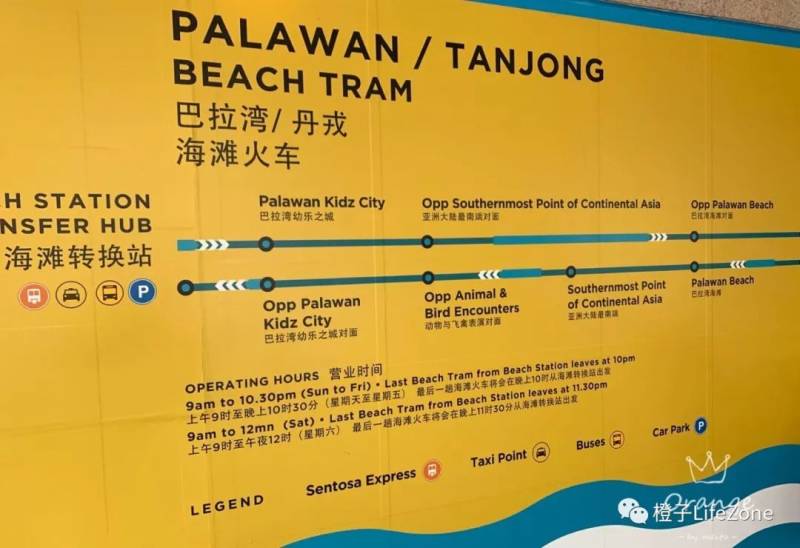 PALAWAN / TANJONG
BEACH TRAM
巴拉湾/ 丹戎
海滩火车
H STATION
NSFER HUB
海滩转换站
P
Palawan Kidz City
巴拉湾幼乐之城
Opp Southernmost Point of Continental Asia
亚洲大陆最南端对面
Opp Palawan Beach
巴拉湾海滩对面
Opp Palawan
Kidz City
巴拉湾幼乐之城对面
Opp Animal &
Bird Encounters
动物与飞禽表演对面
Southernmost Point
of Continental Asia
亚洲大陆最南端
Palawan Beach
巴拉湾海滩
OPERATING HOURS 营业时间
9am to 10.30pm (Sun to Fri) • Last Beach Tram from Beach Station leaves at 10pm
上午9时至晚上10时30分（星期天至星期五） 最后一趟海滩火车将会在晚上10时从海滩转换站出发
9am to 12mn (Sat) • Last Beach Tram from Beach Station leaves at 11.30pm
上午9时至午夜12时（星期六） 最后一趟海滩火车将会在晚上11时30分从海滩转换站出发
LEGEND
Sentosa Express
Taxi Point
Buses
Car Park P
Orange
橙子LifeZone